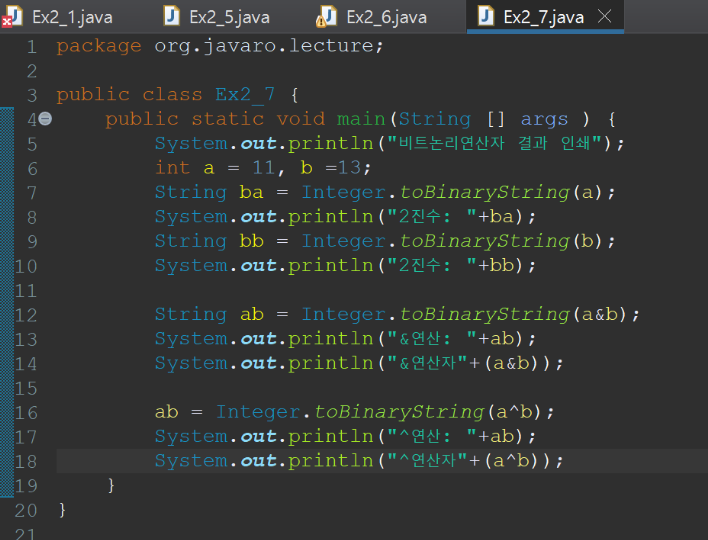 Ex2_1.java Ex2_5.java Ex2_6.java Ex2_7.java
1 package org.javaro.lecture;
2
3 public class Ex2_7 {
4 public static void main(String [] args ) {
5 System.out.println("비트논리연산자 결과 인쇄");
6 int a = 11, b =13;
7 String ba = Integer.toBinaryString(a);
8 System.out.println("2진수: "+ba);
9 String bb = Integer.toBinaryString(b);
10 System.out.println("2진수: "+bb);
11
12 String ab = Integer.toBinaryString(a&b);
13 System.out.println("&연산: "+ab);
14 System.out.println("&연산자"+(a&b));
15
16 ab = Integer.toBinaryString(a^b);
17 System.out.println("^연산: "+ab);
18 System.out.println("^연산자"+(a^b));
19 }
20 }
21